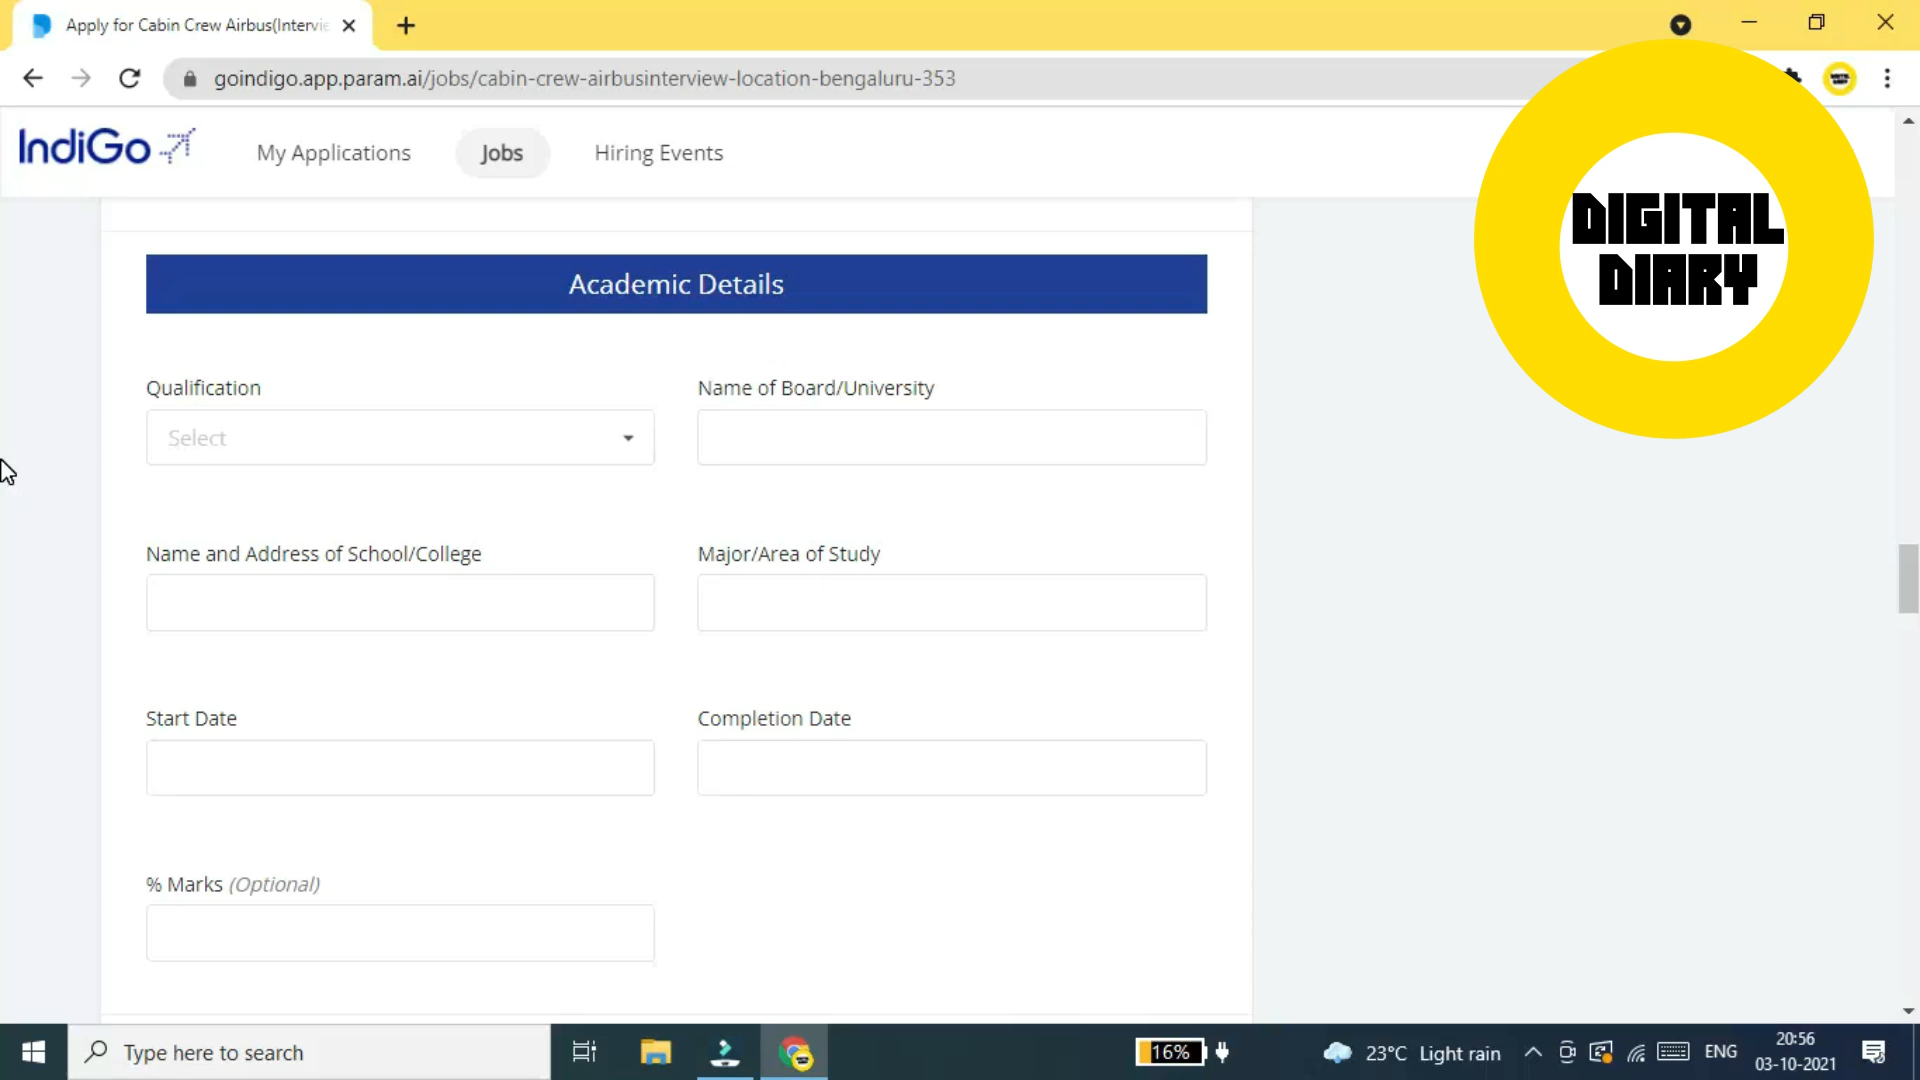 Apply for Cabin Crew Airbus(Intervie
goindigo.app.param.ai/jobs/cabin-crew-airbusinterview-location-bengaluru-353
IndiGo
My Applications
Jobs
Hiring Events
DIGITAL
DIARY
Academic Details
Qualification
Name of Board/University
Select
Name and Address of School/College
Major/Area of Study
Start Date
Completion Date
% Marks (Optional)
Type here to search
16%
23°C Light rain
ENG
20:56
03-10-2021